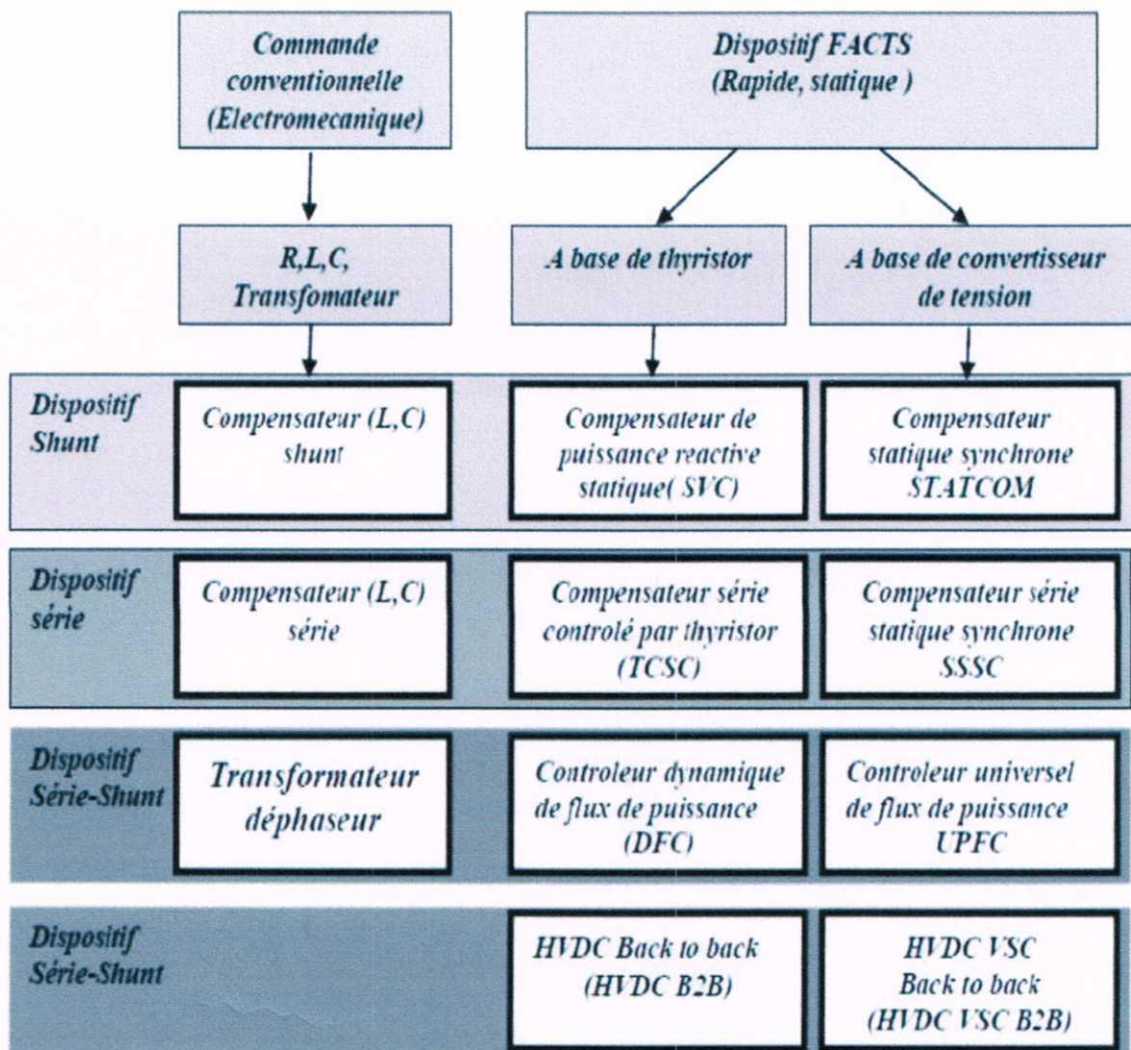 Commande
conventionnelle
(Electromecanique)
Dispositif FACTS
(Rapide, statique )
R,L,C,
Transfomateur
A base de thyristor
A base de convertisseur
de tension
Dispositif
Shunt
Compensateur (L,C)
shunt
Compensateur de
puissance reactive
statique( SVC)
Compensateur
statique synchrone
STATCOM
Dispositif
série
Compensateur (L,C)
série
Compensateur série
controlé par thyristor
(TCSC)
Compensateur série
statique synchrone
SSSC
Dispositif
Série-Shunt
Transformateur
déphaseur
Controleur dynamique
de flux de puissance
(DFC)
Controleur universel
de flux de puissance
UPFC
Dispositif
Série-Shunt
HVDC Back to back
(HVDC B2B)
HVDC VSC
Back to back
(HVDC VSC B2B)